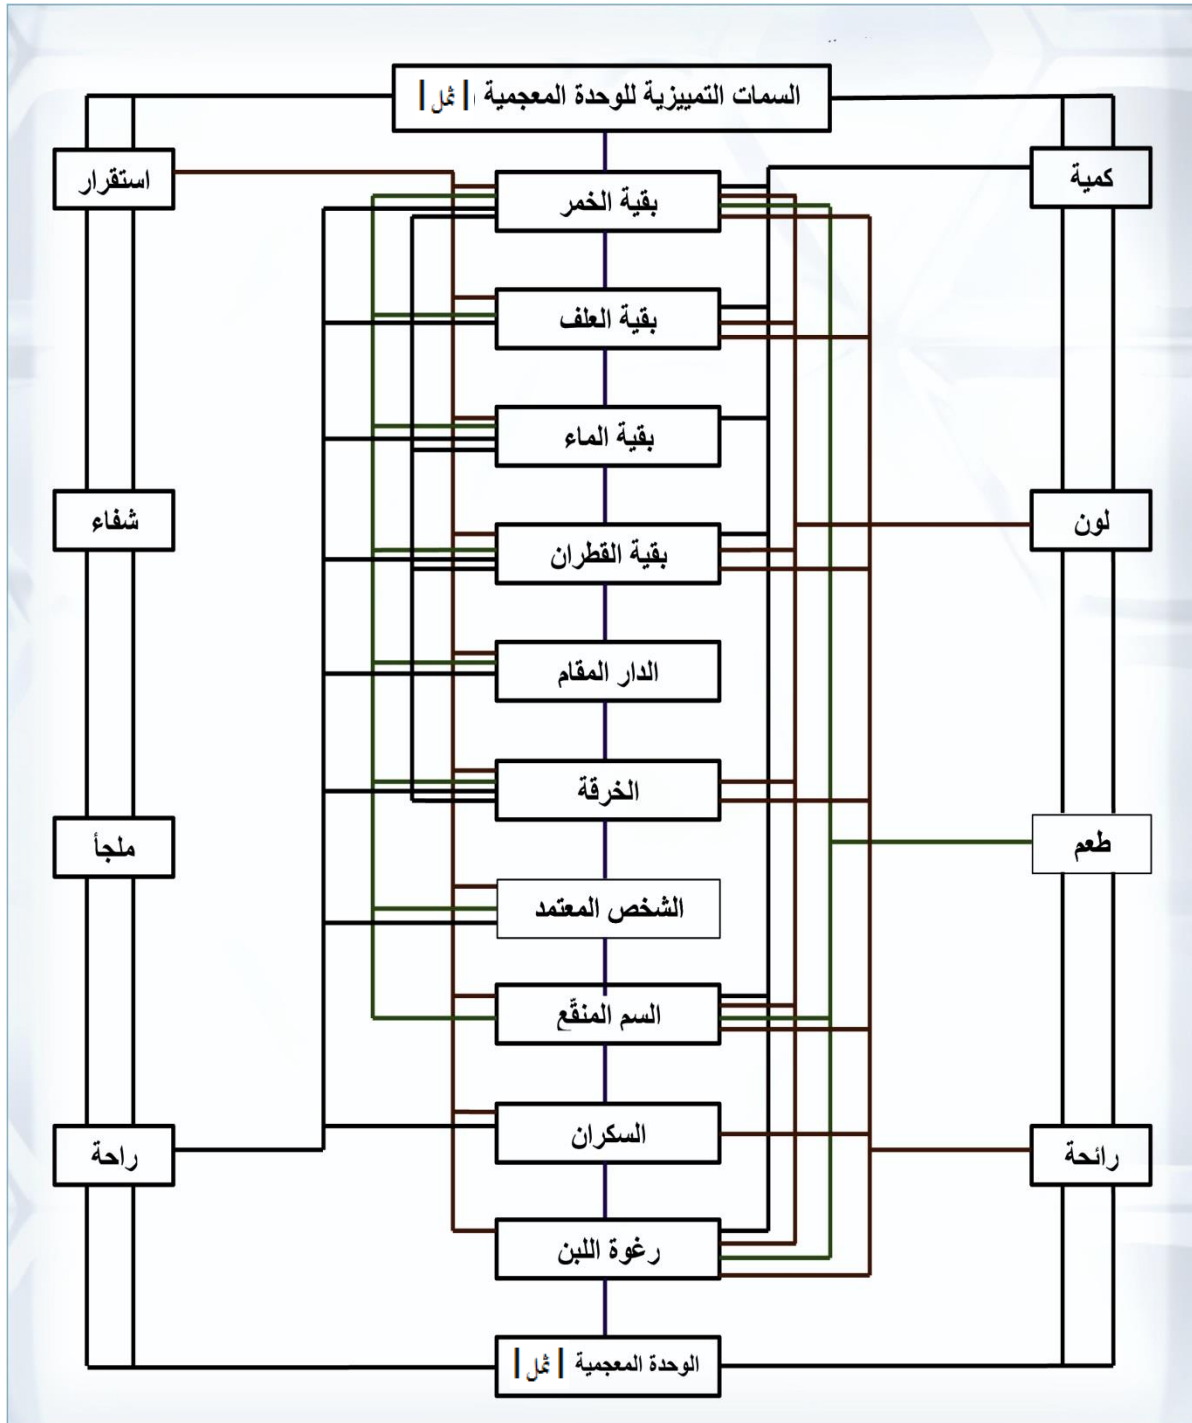 السمات التمييزية للوحدة المعجمية |ثمل|
كمية
استقرار
بقية الخمر
بقية العلف
بقية الماء
لون
شفاء
بقية القطران
الدار المقام
الخرقة
طعم
ملجأ
الشخص المعتمد
السم المنقّع
السكران
رائحة
راحة
رغوة اللبن
الوحدة المعجمية |ثمل|